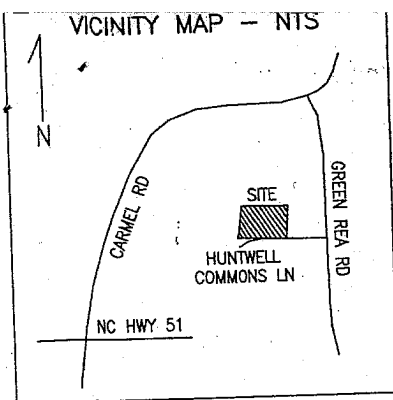 VICINITY MAP – NTS
N
CARMEL RD
SITE
GREEN REA RD
HUNTWELL
COMMONS LN
NC HWY 51